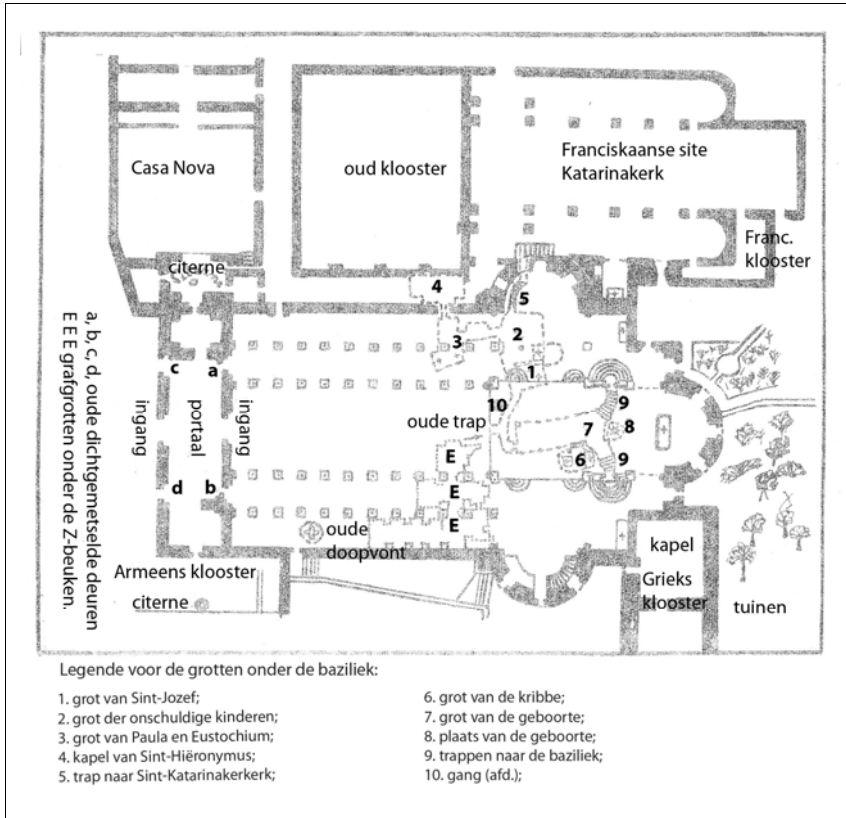 Casa Nova
oud klooster
Franciskaanse site
Katarinakerk
Franc.
klooster
citerne
4
5
3
2
1
c
a
a, b, c, d, oude dichtgemetselde deuren
E E E grafgrotten onder de Z-beuken.
ingang
portaal
ingang
10
oude trap
9
7
8
6
9
d
b
E
E
E
oude
doopvont
kapel
Grieks
klooster
tuinen
Armeens klooster
citerne
Legende voor de grotten onder de baziliek:
1. grot van Sint-Jozef;
2. grot der onschuldige kinderen;
3. grot van Paula en Eustochium;
4. kapel van Sint-Hiëronymus;
5. trap naar Sint-Katarinakerkerk;
6. grot van de kribbe;
7. grot van de geboorte;
8. plaats van de geboorte;
9. trappen naar de baziliek;
10. gang (afd.);